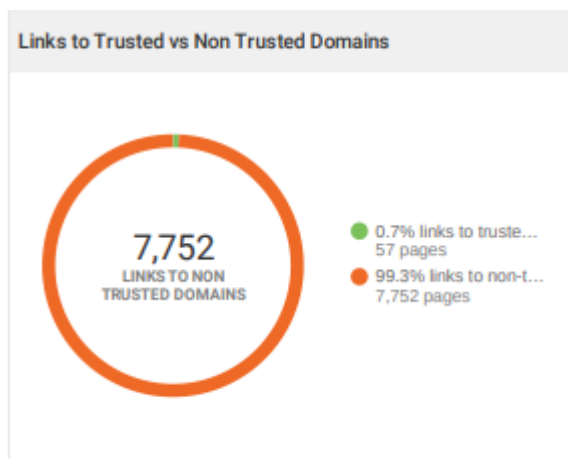 Links to Trusted vs Non Trusted Domains
7,752
LINKS TO NON
TRUSTED DOMAINS
0.7% links to truste...
57 pages
99.3% links to non-t...
7,752 pages